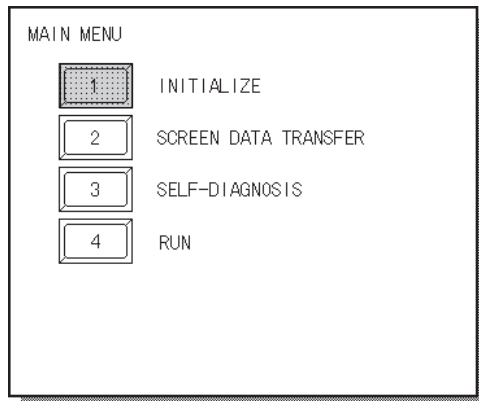 MAIN MENU
1 INITIALIZE
2 SCREEN DATA TRANSFER
3 SELF-DIAGNOSIS
4 RUN